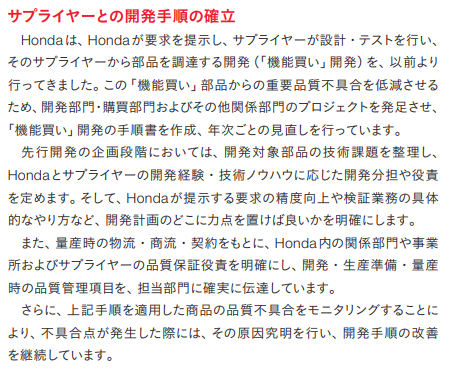 サプライヤーとの開発手順の確立
　Hondaは、Hondaが要求を提示し、サプライヤーが設計・テストを行い、
そのサプライヤーから部品を調達する開発（「機能買い」開発）を、以前より
行ってきました。この「機能買い」部品からの重要品質不具合を低減させる
ため、開発部門・購買部門およびその他関係部門のプロジェクトを発足させ、
「機能買い」開発の手順書を作成、年次ごとの見直しを行っています。
　先行開発の企画段階においては、開発対象部品の技術課題を整理し、
Hondaとサプライヤーの開発経験・技術ノウハウに応じた開発分担や役責
を定めます。そして、Hondaが提示する要求の精度向上や検証業務の具体
的なやり方など、開発計画のどこに力点を置けば良いかを明確にします。
　また、量産時の物流・商流・契約をもとに、Honda内の関係部門や事業
所およびサプライヤーの品質保証役責を明確にし、開発・生産準備・量産
時の品質管理項目を、担当部門に確実に伝達しています。
　さらに、上記手順を適用した商品の品質不具合をモニタリングすることに
より、不具合点が発生した際には、その原因究明を行い、開発手順の改善
を継続しています。